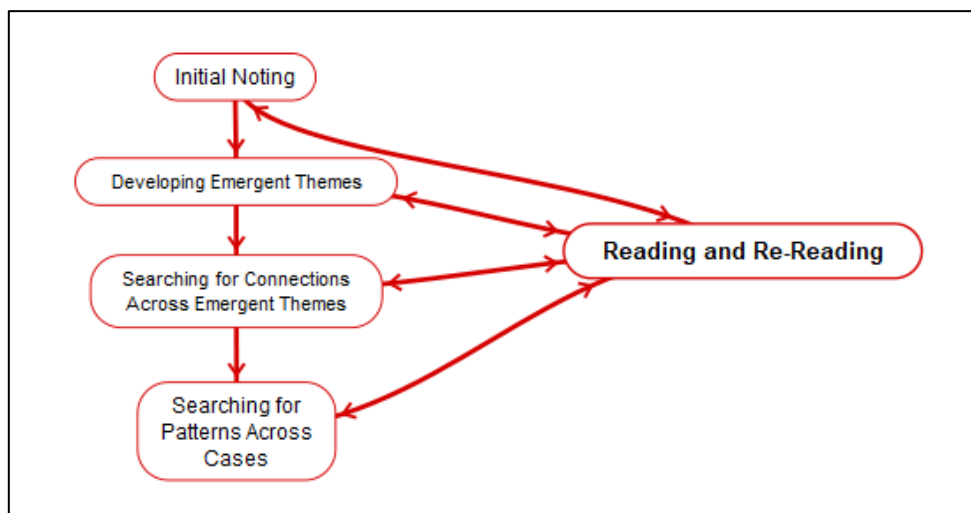 Initial Noting
Developing Emergent Themes
Reading and Re-Reading
Searching for Connections
Across Emergent Themes
Searching for
Patterns Across
Cases